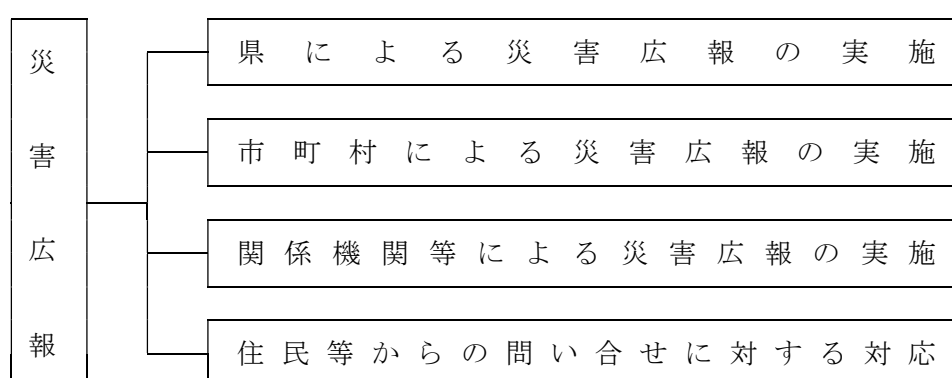 災害広報
県による災害広報の実施
市町村による災害広報の実施
関係機関等による災害広報の実施
住民等からの問い合せに対する対応